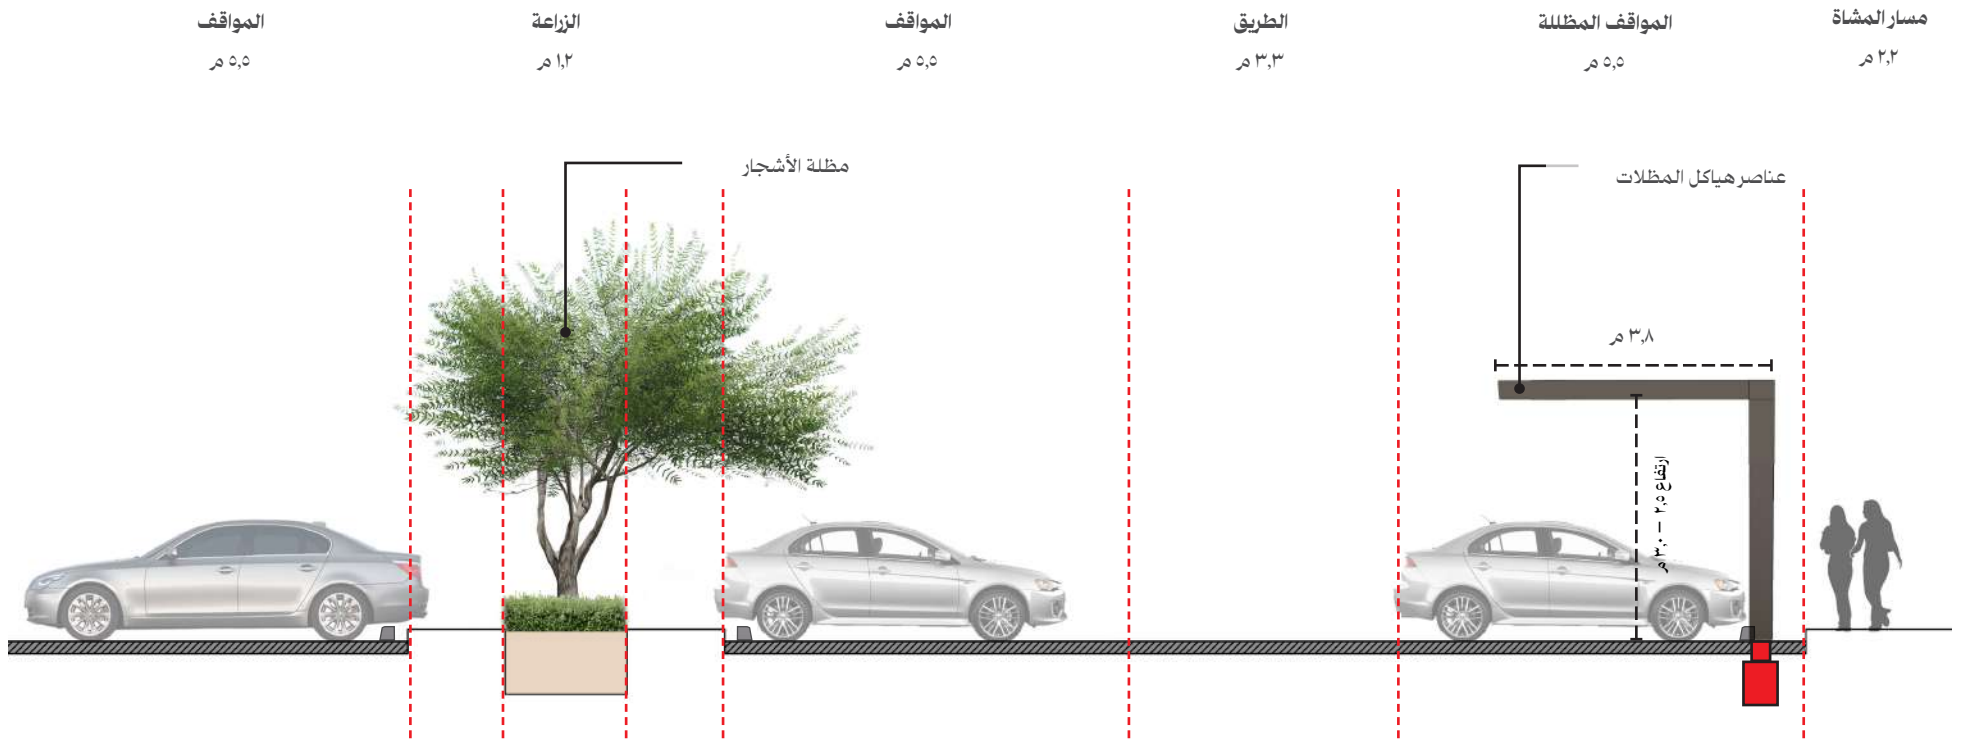 مسار المشاة
٢,٢ م
المواقف المظللة
٥,٥ م
الطريق
٣,٣ م
المواقف
٥,٥ م
الزراعة
١,٢ م
المواقف
٥,٥ م
عناصر هياكل المظلات
مظلة الأشجار
٣,٨ م
ارتفاع ٢,٥ – ٣,٠ م